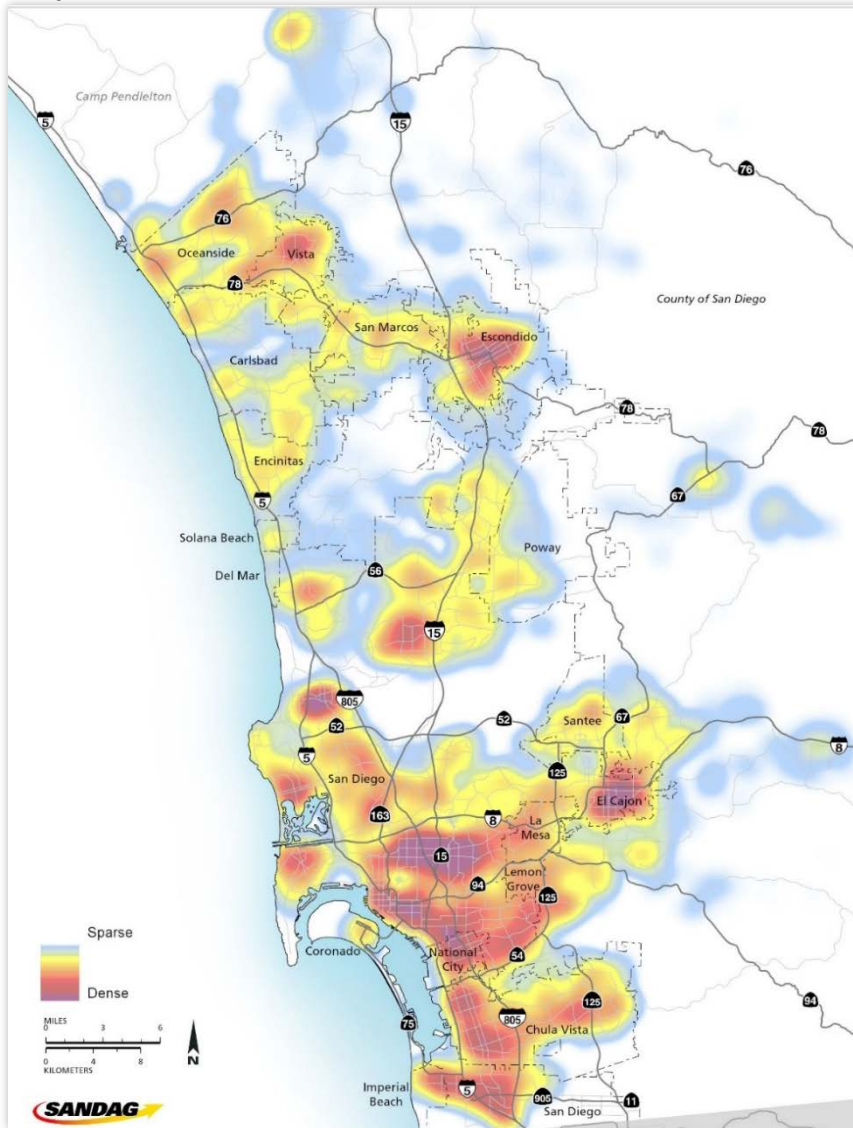 Camp Pendlelton
5
15
76
76
Oceanside
Vista
78
County of San Diego
San Marcos
Escondido
Carlsbad
78
78
Encinitas
67
5
Solana Beach
Poway
56
Del Mar
15
805
52
52
Santee
67
5
8
San Diego
125
El Cajon
163
8
La
Mesa
15
94
Lemon
Grove
125
Sparse
Coronado
National
City
54
Dense
125
94
MILES
0 3 6
75
805
Chula Vista
N
0 4 8
KILOMETERS
Imperial
Beach
5
905
11
San Diego
SANDAG